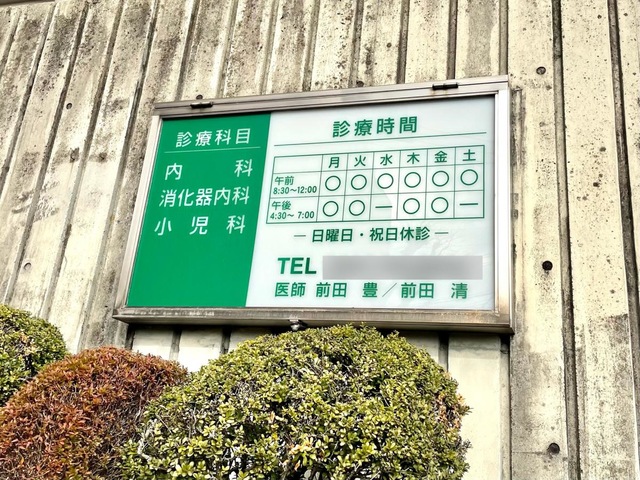 診療科目
内科
消化器内科
小児科
診療時間
月 火 水 木 金 土
午前 8:30〜12:00 ○ ○ ○ ○ ○ ○
午後 4:30〜 7:00 ○ ○ ー ○ ○ ー
― 日曜日・祝日休診 ―
TEL
医師 前田 豊／前田 清